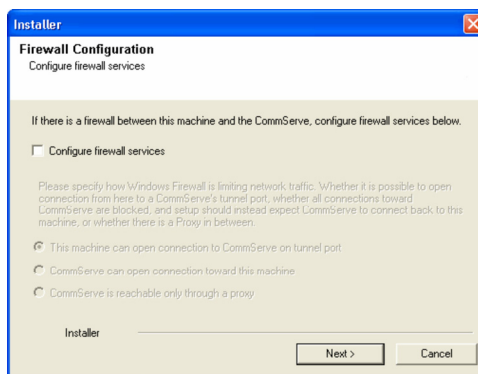 Installer
Firewall Configuration
Configure firewall services
If there is a firewall between this machine and the CommServe, configure firewall services below.
Configure firewall services
Please specify how Windows Firewall is limiting network traffic. Whether it is possible to open
connection from here to a CommServe's tunnel port, whether all connections toward
CommServe are blocked, and setup should instead expect CommServe to connect back to this
machine, or whether there is a Proxy in between.
This machine can open connection to CommServe on tunnel port
CommServe can open connection toward this machine
CommServe is reachable only through a proxy
Installer
Next >
Cancel